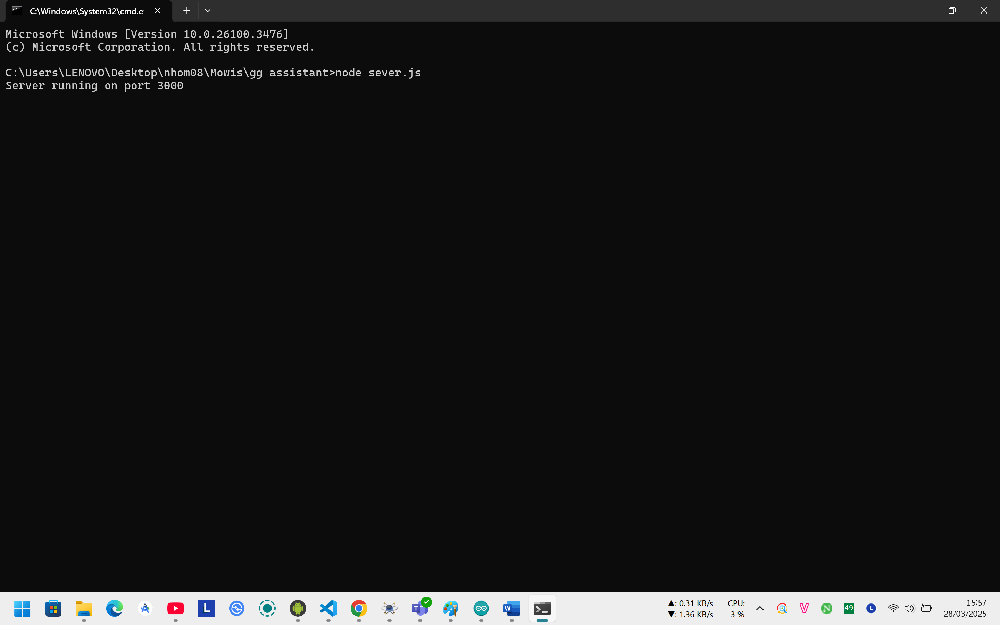 C:\Windows\System32\cmd.e
Microsoft Windows [Version 10.0.26100.3476]
(c) Microsoft Corporation. All rights reserved.
C:\Users\LENOVO\Desktop\nhom08\Mowis\gg assistant>node sever.js
Server running on port 3000
▲: 0.31 KB/s CPU:
▼: 1.36 KB/s 3 %
49
15:57
28/03/2025